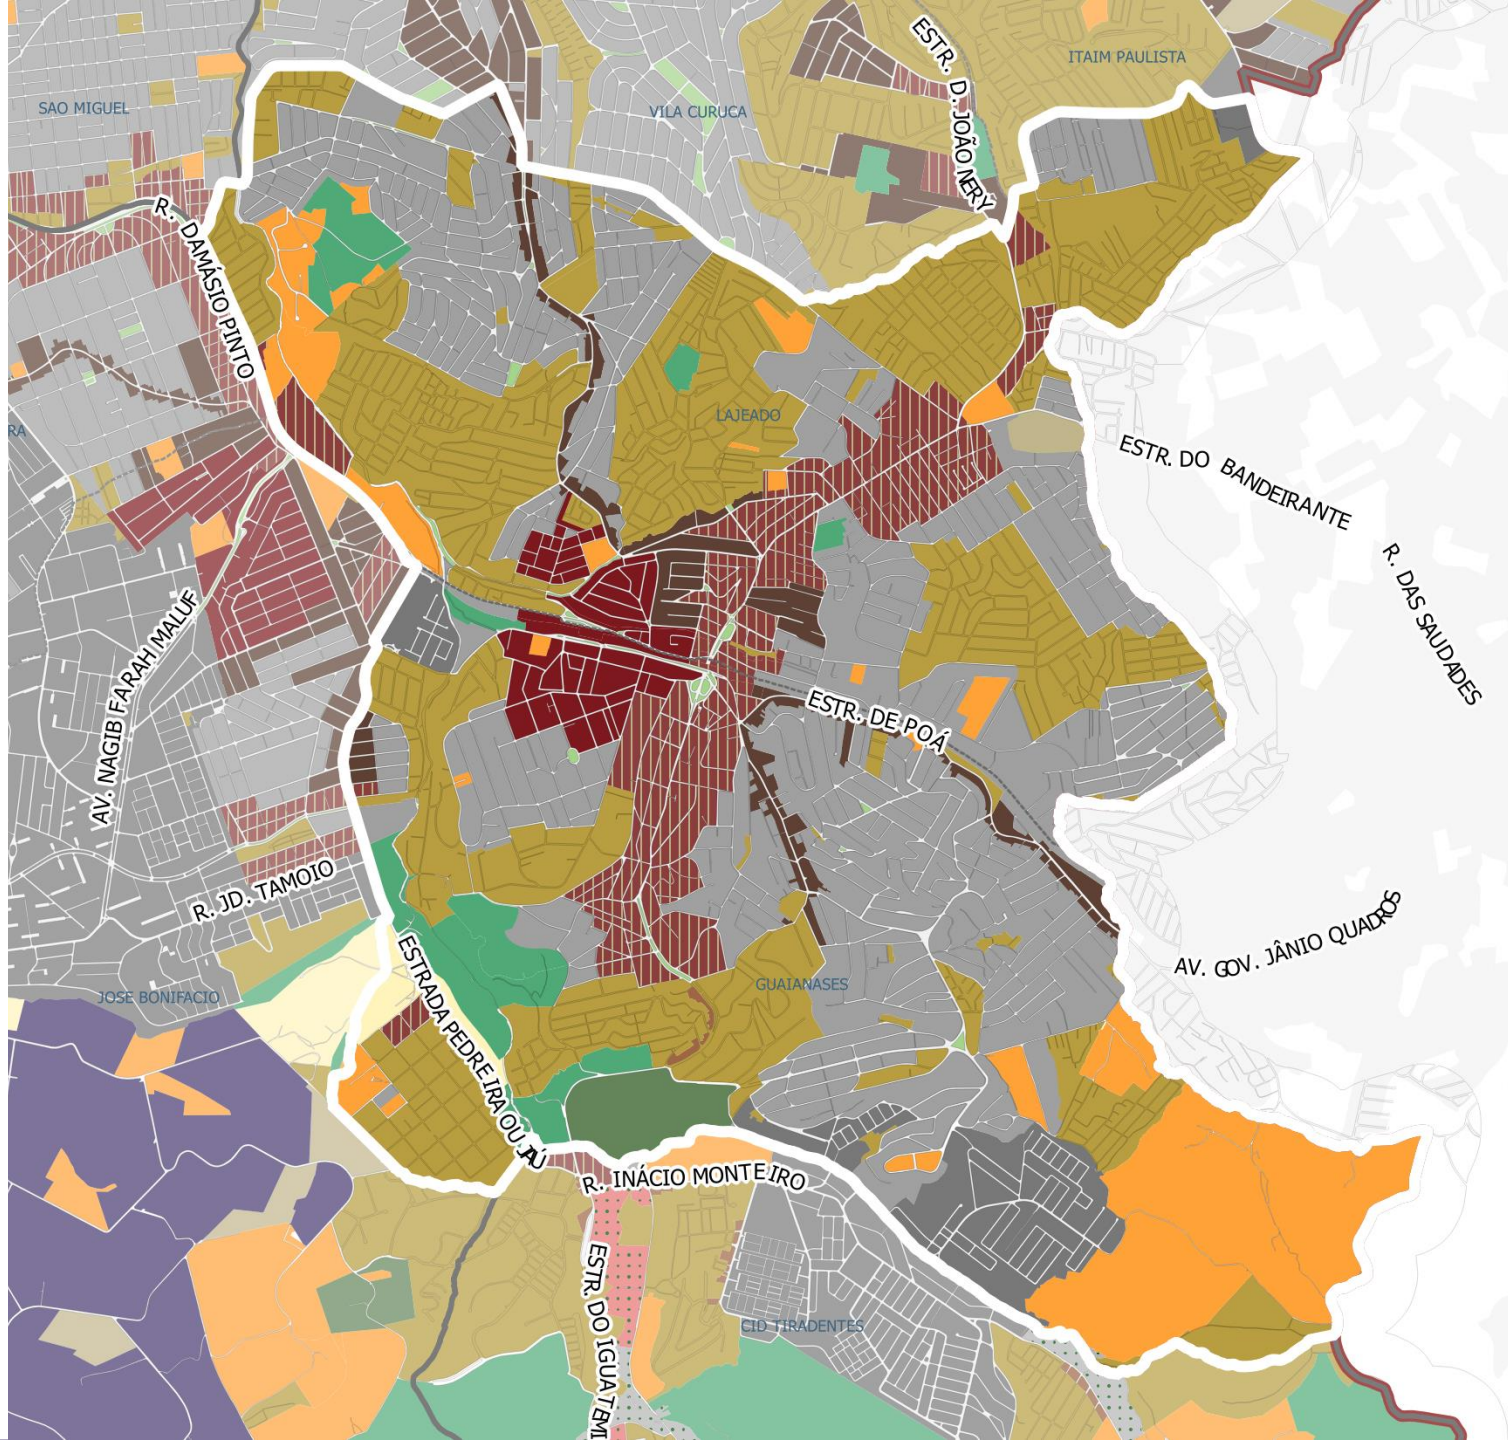 ESTR. D. JOÃO NERY
ITAIM PAULISTA
SAO MIGUEL
VILA CURUCA
R. DAMÁSIO PINTO
LAJEADO
RA
ESTR. DO BANDEIRANTE
R. DAS SAUDADES
AV. NAGIB FARAH MALUF
ESTR. DE POÁ
R. JD. TAMOIO
AV. GOV. JÂNIO QUADROS
ESTRADA PEDREIRA OU JAÚ
JOSE BONIFACIO
GUAIANASES
R. INÁCIO MONTEIRO
ESTR. DO IGUATEMI
CID TIRADENTES